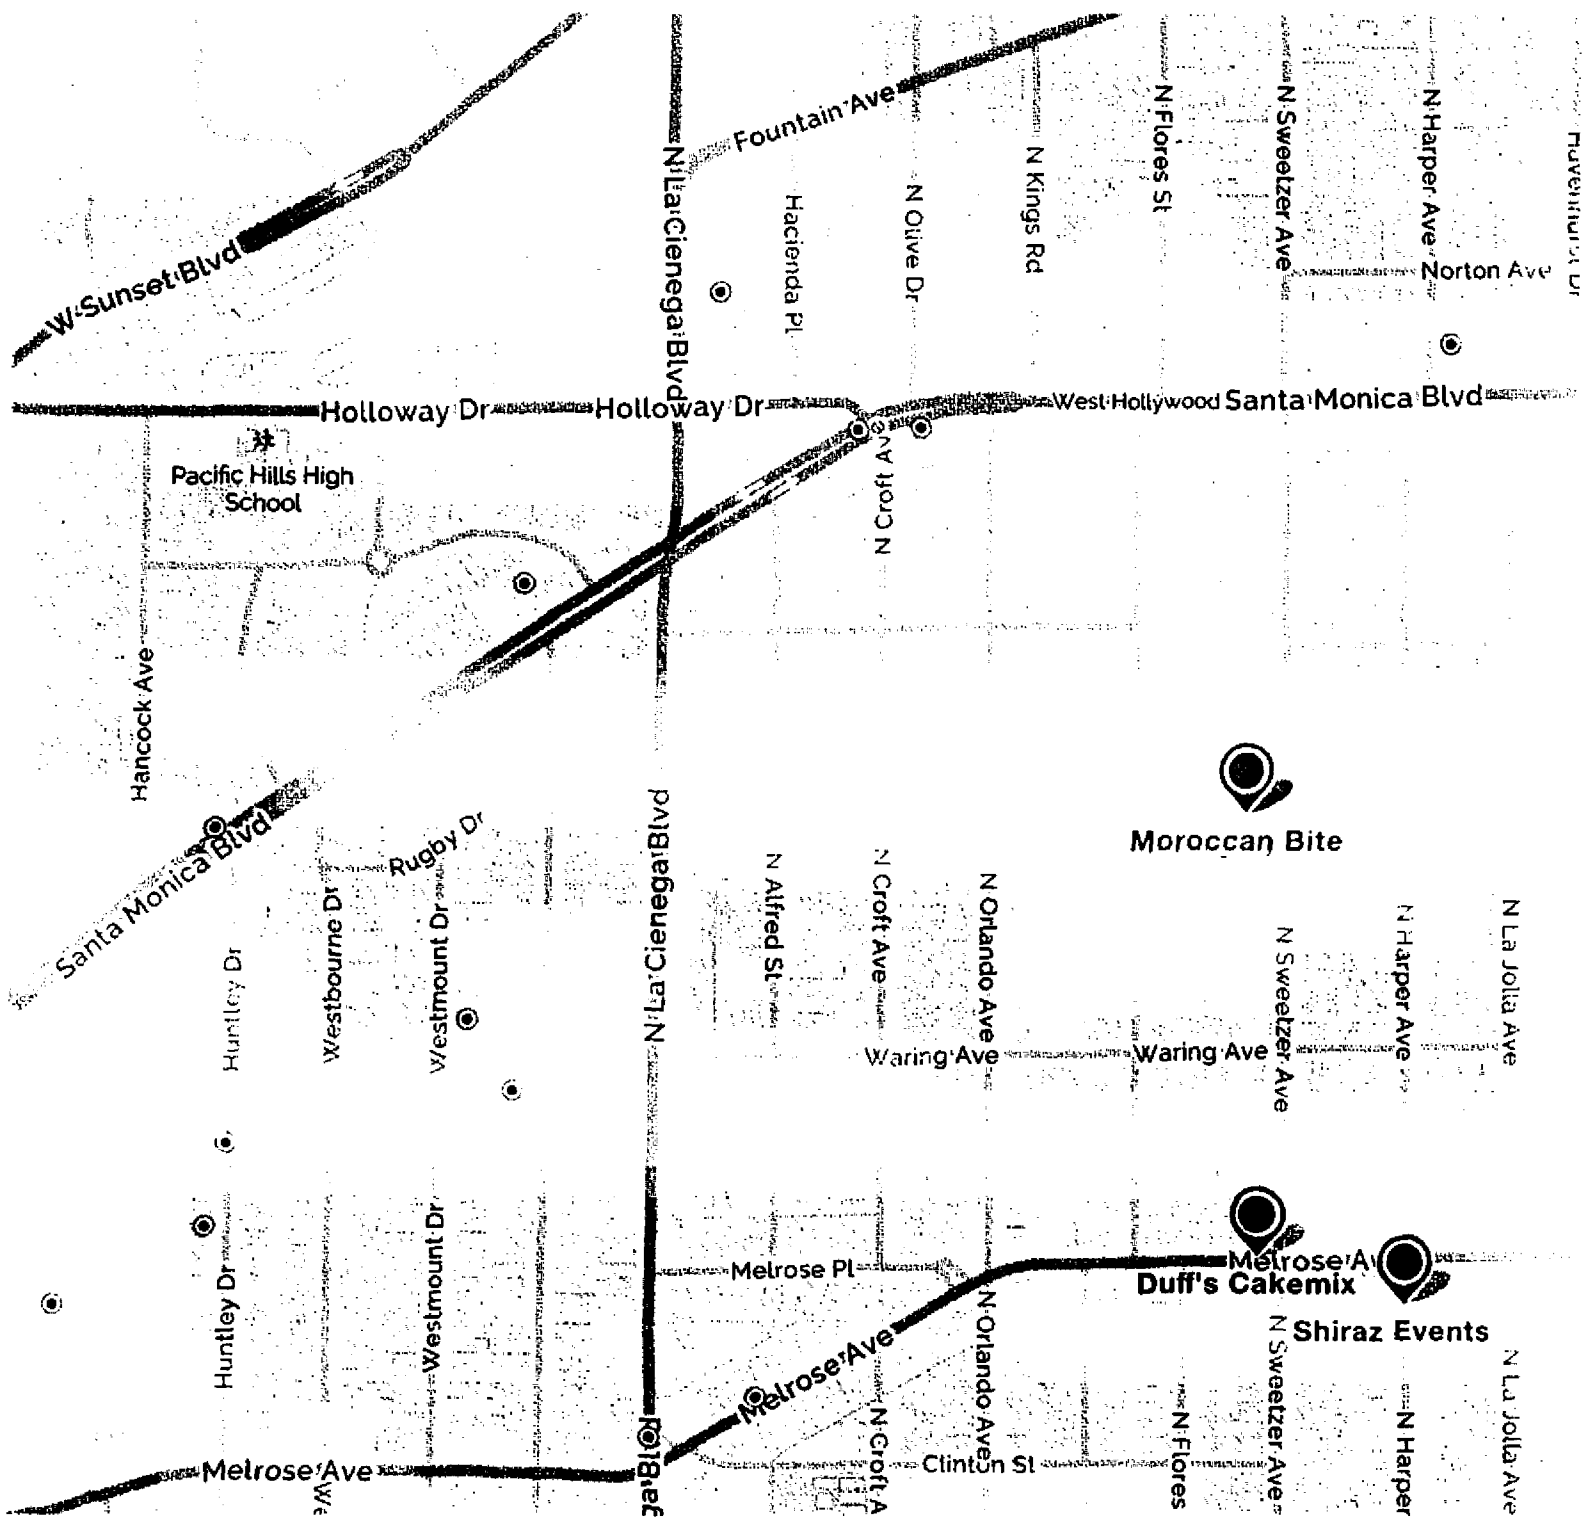 Fountain Ave
N La Cienega Blvd
N Flores St
N Sweetzer Ave
N Harper Ave
N Kings Rd
N Olive Dr
Hacienda Pl
W Sunset Blvd
Norton Ave
Holloway Dr
Holloway Dr
West Hollywood
Santa Monica Blvd
Pacific Hills High
School
N Croft Ave
Hancock Ave
Moroccan Bite
Santa Monica Blvd
Rugby Dr
N La Cienega Blvd
Huntley Dr
Westbourne Dr
Westmount Dr
N Alfred St
N Croft Ave
N Orlando Ave
N Sweetzer Ave
N Harper Ave
N La Jolla Ave
Waring Ave
Waring Ave
Huntley Dr
Westmount Dr
Melrose Pl
Melrose Av
Duff's Cakemix
Shiraz Events
Melrose Ave
N Orlando Ave
N Sweetzer Ave
N La Jolla Ave
N Croft A
N Flores
N Harper
Clinton St
Melrose Ave
We